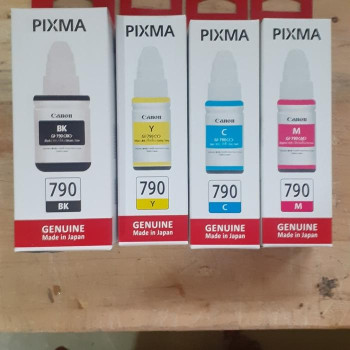 PIXMA
Canon
BK
790
BK
GENUINE
Made in Japan
PIXMA
Canon
Y
790
Y
GENUINE
Made in Japan
PIXMA
Canon
C
790
C
GENUINE
Made in Japan
PIXMA
Canon
M
790
M
GENUINE
Made in Japan